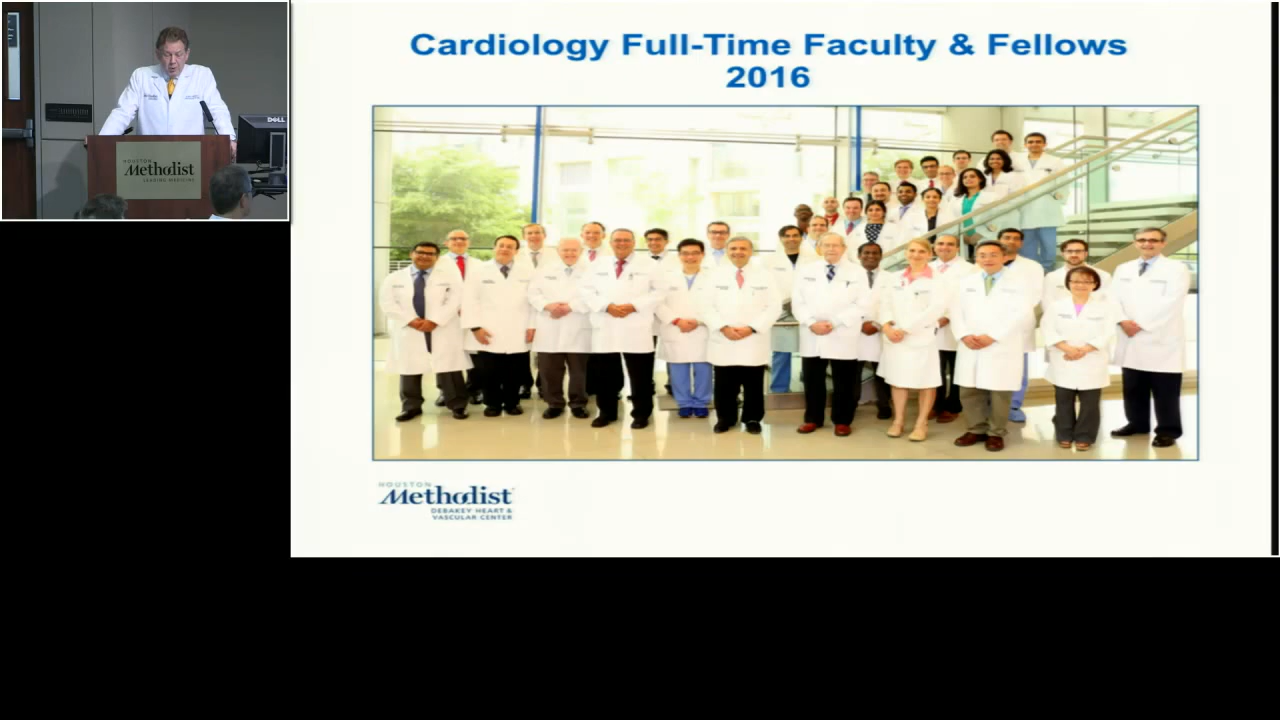 Cardiology Full-Time Faculty & Fellows
2016
HOUSTON
Methodist
LEADING MEDICINE
DELL
HOUSTON
Methodist
DEBAKEY HEART &
VASCULAR CENTER